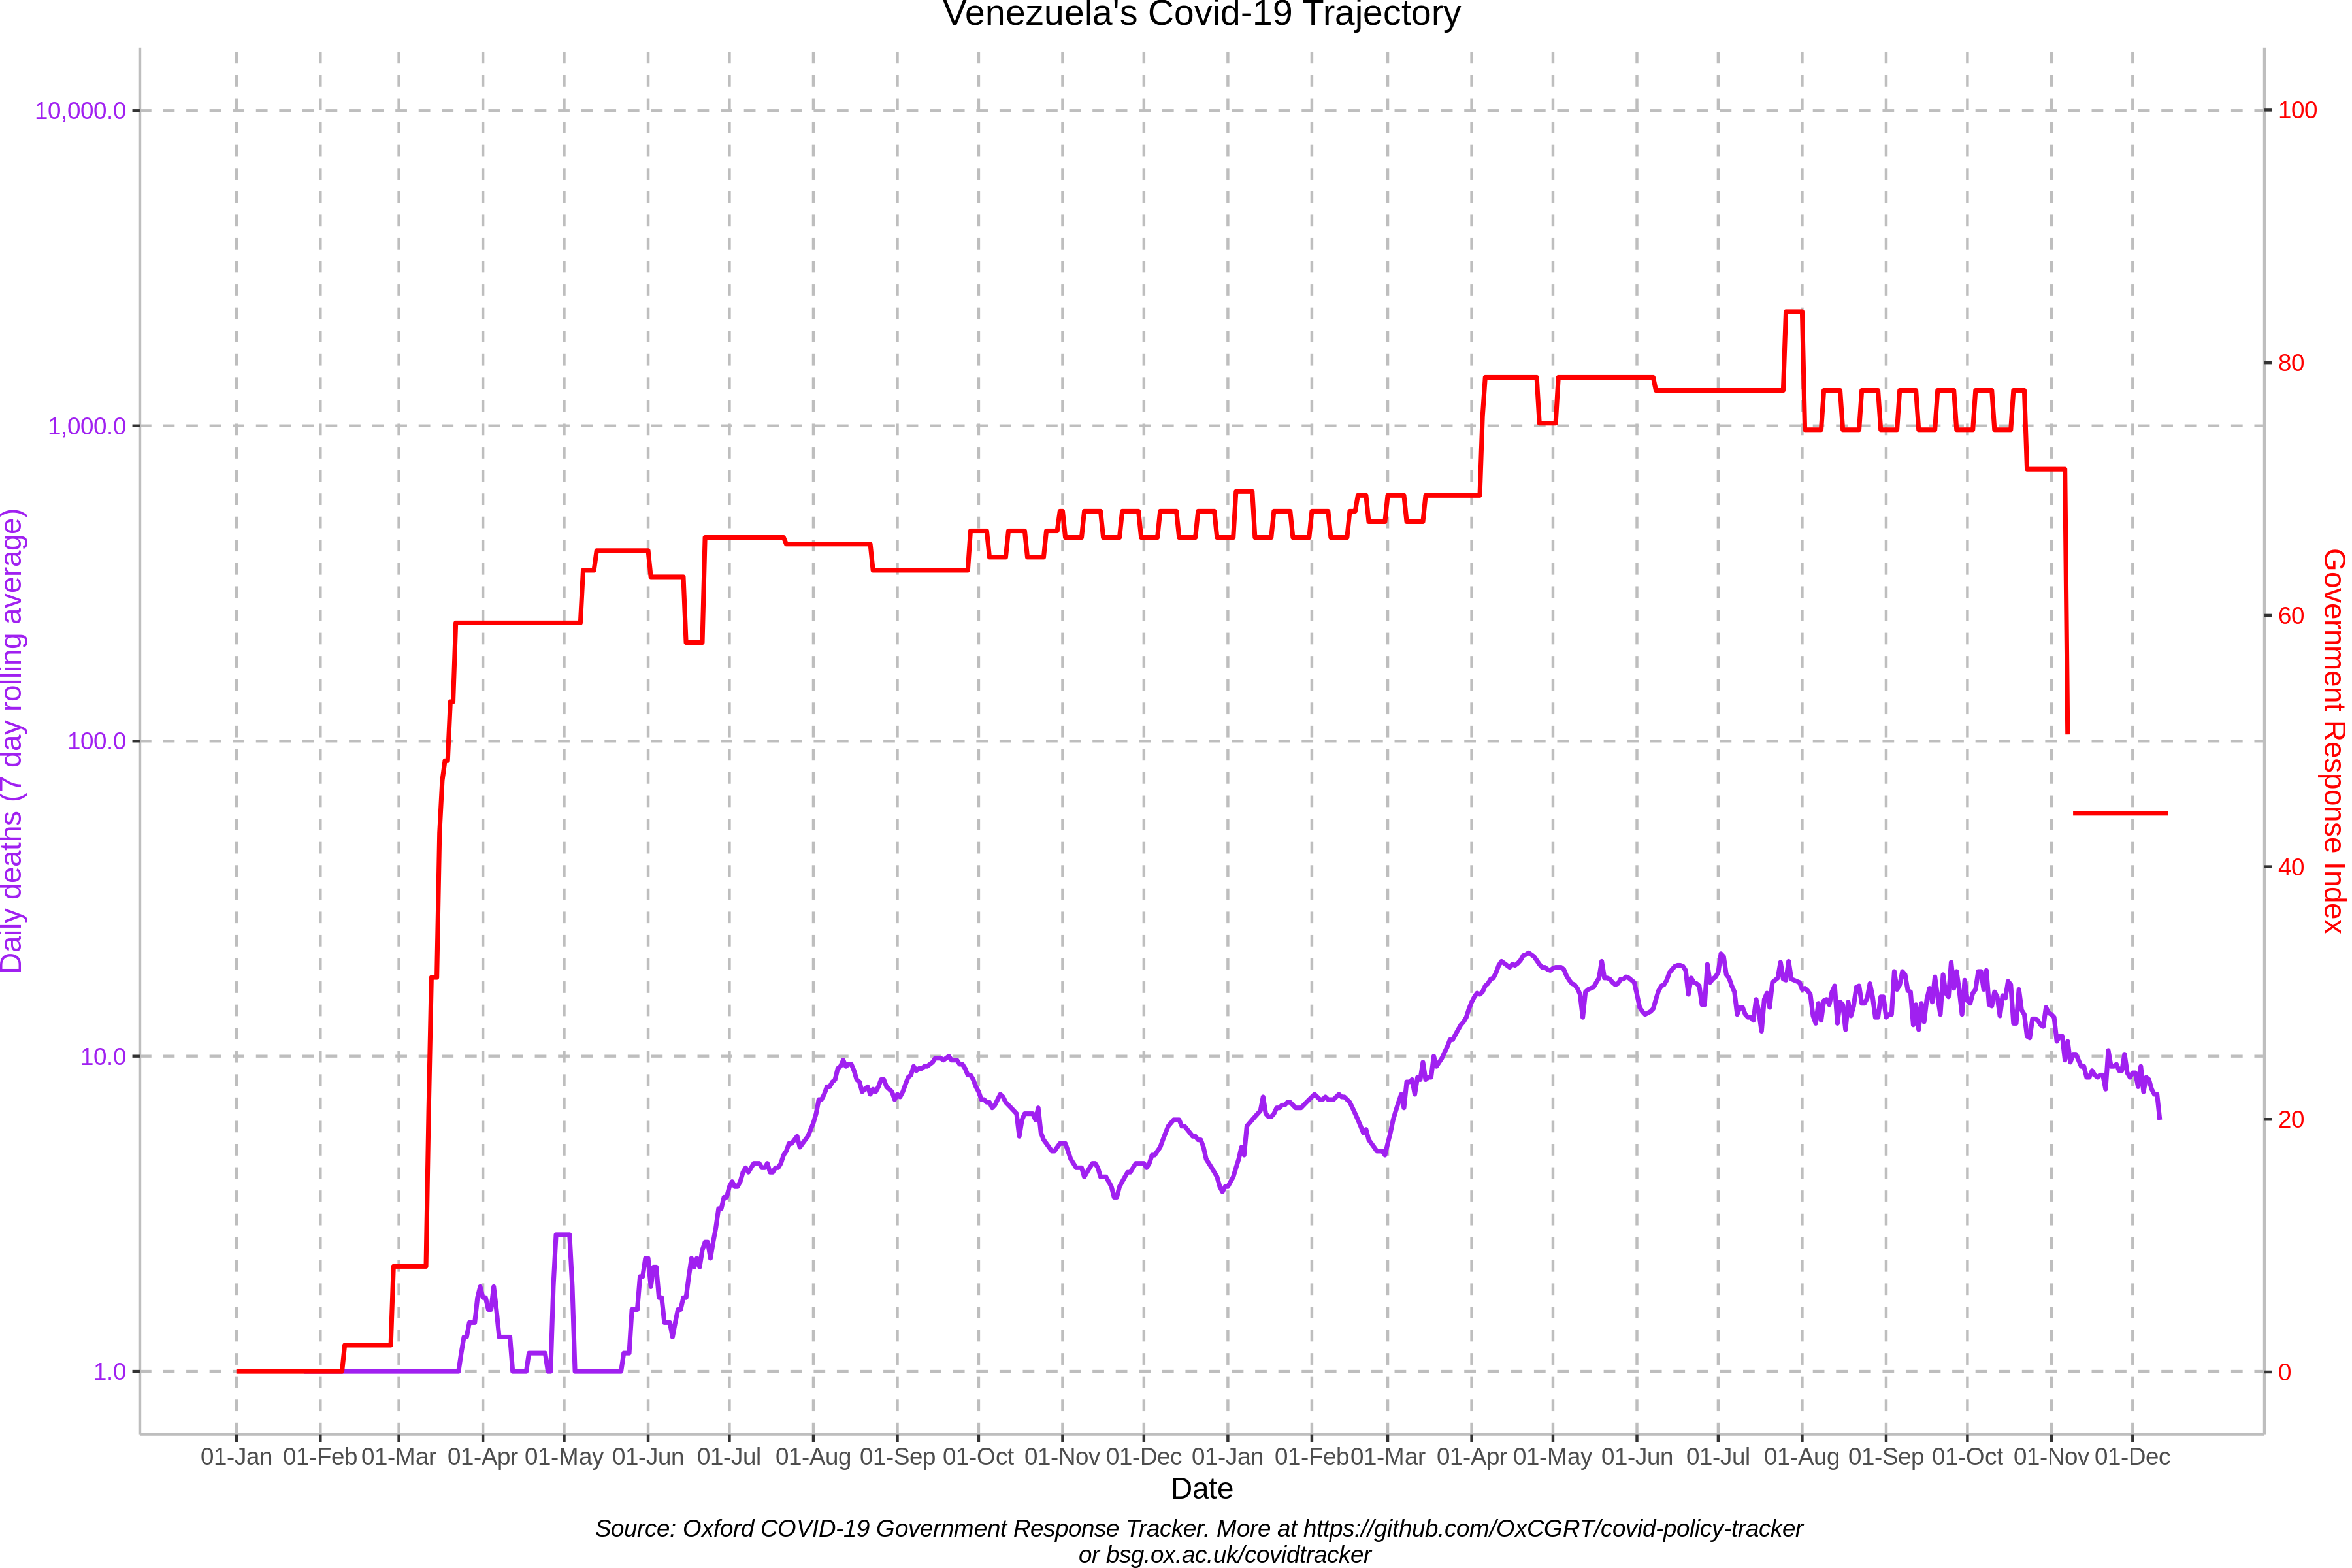 Venezuela's Covid-19 Trajectory
10,000.0
1,000.0
100.0
10.0
1.0
Daily deaths (7 day rolling average)
100
80
60
40
20
0
Government Response Index
01-Jan 01-Feb 01-Mar 01-Apr 01-May 01-Jun 01-Jul 01-Aug 01-Sep 01-Oct 01-Nov 01-Dec 01-Jan 01-Feb 01-Mar 01-Apr 01-May 01-Jun 01-Jul 01-Aug 01-Sep 01-Oct 01-Nov 01-Dec
Date
Source: Oxford COVID-19 Government Response Tracker. More at https://github.com/OxCGRT/covid-policy-tracker
or bsg.ox.ac.uk/covidtracker